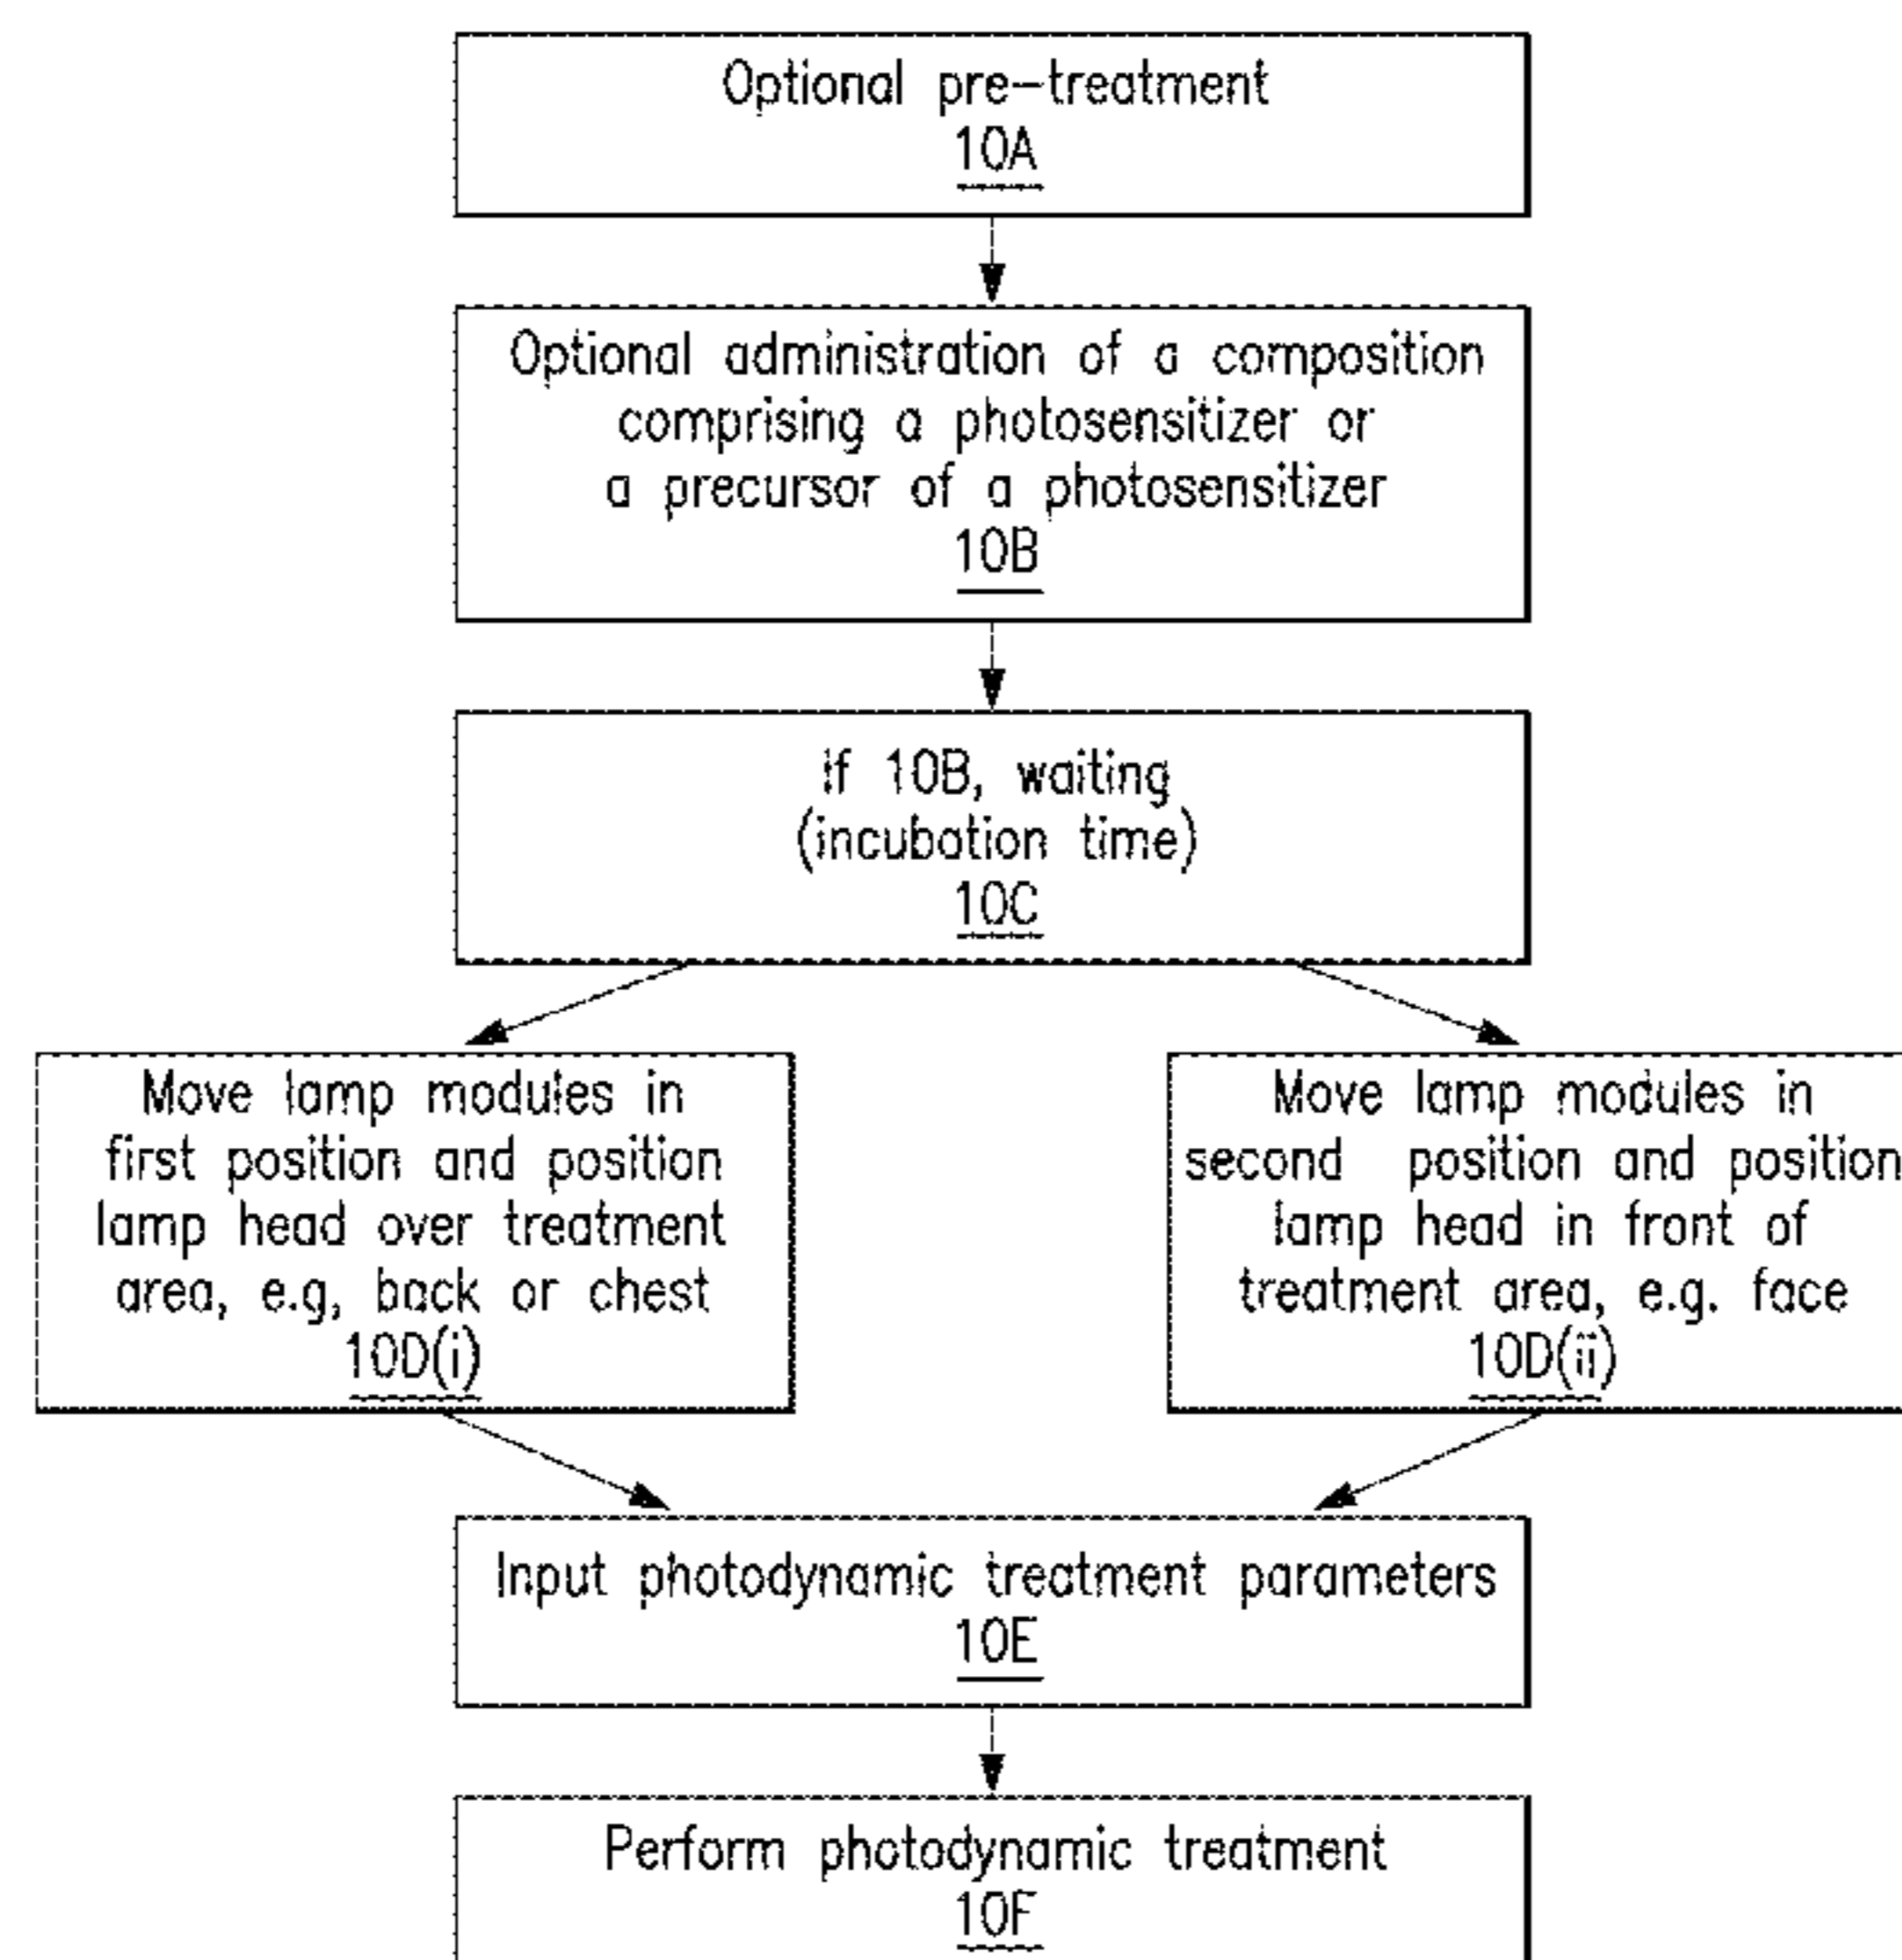 Optional pre-treatment
10A
Optional administration of a composition
comprising a photosensitizer or
a precursor of a photosensitizer
10B
if 10B, waiting
(incubation time)
10C
Move lamp modules in
first position and position
lamp head over treatment
area, e.g, back or chest
10D(i)
Move lamp modules in
second position and position
lamp head in front of
treatment area, e.g. face
10D(ii)
Input photodynamic treatment parameters
10E
Perform photodynamic treatment
10F